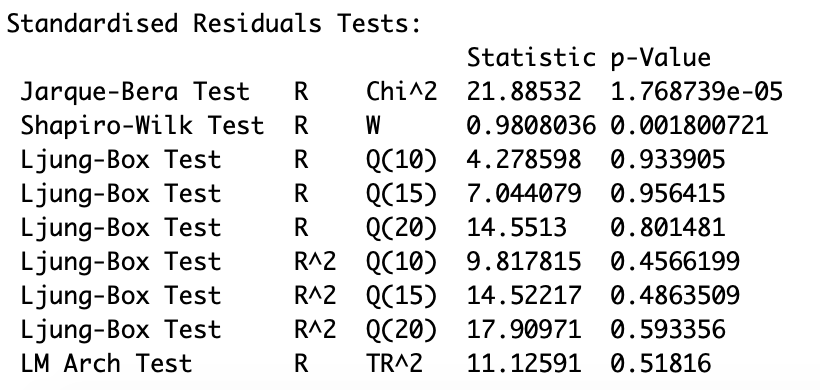 Standardised Residuals Tests:
Statistic p-Value
Jarque-Bera Test R Chi^2 21.88532 1.768739e-05
Shapiro-Wilk Test R W 0.9808036 0.001800721
Ljung-Box Test R Q(10) 4.278598 0.933905
Ljung-Box Test R Q(15) 7.044079 0.956415
Ljung-Box Test R Q(20) 14.5513 0.801481
Ljung-Box Test R^2 Q(10) 9.817815 0.4566199
Ljung-Box Test R^2 Q(15) 14.52217 0.4863509
Ljung-Box Test R^2 Q(20) 17.90971 0.593356
LM Arch Test R TR^2 11.12591 0.51816